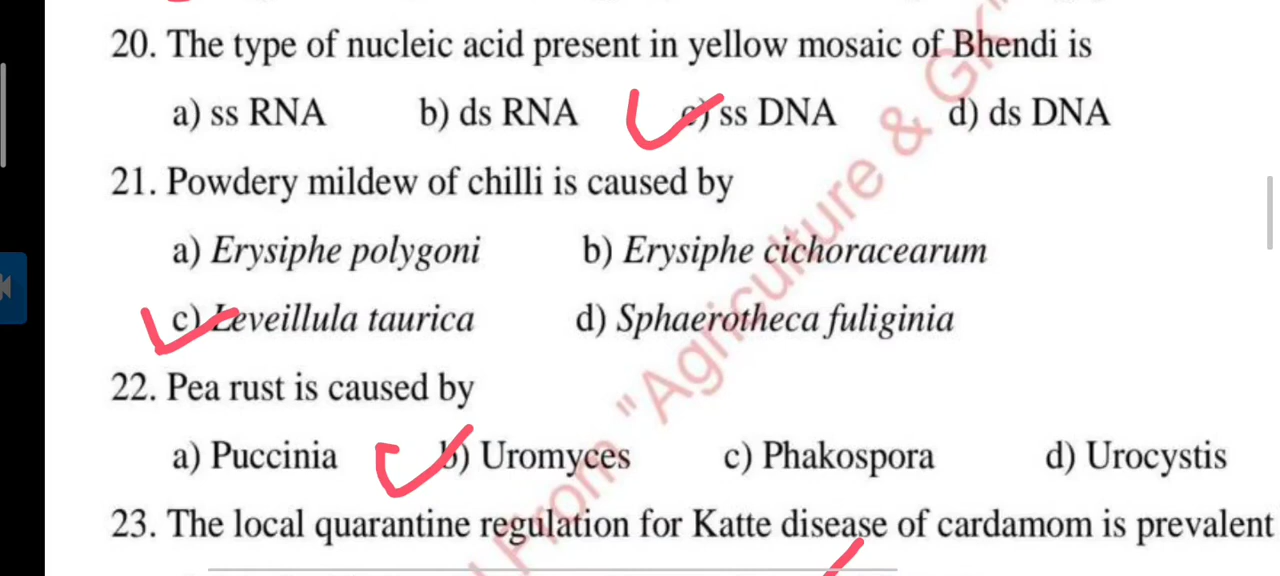 20. The type of nucleic acid present in yellow mosaic of Bhendi is
a) ss RNA b) ds RNA c) ss DNA d) ds DNA
21. Powdery mildew of chilli is caused by
a) Erysiphe polygoni b) Erysiphe cichoracearum
c) Leveillula taurica d) Sphaerotheca fuliginia
22. Pea rust is caused by
a) Puccinia b) Uromyces c) Phakospora d) Urocystis
23. The local quarantine regulation for Katte disease of cardamom is prevalent
From "Agriculture & GK"